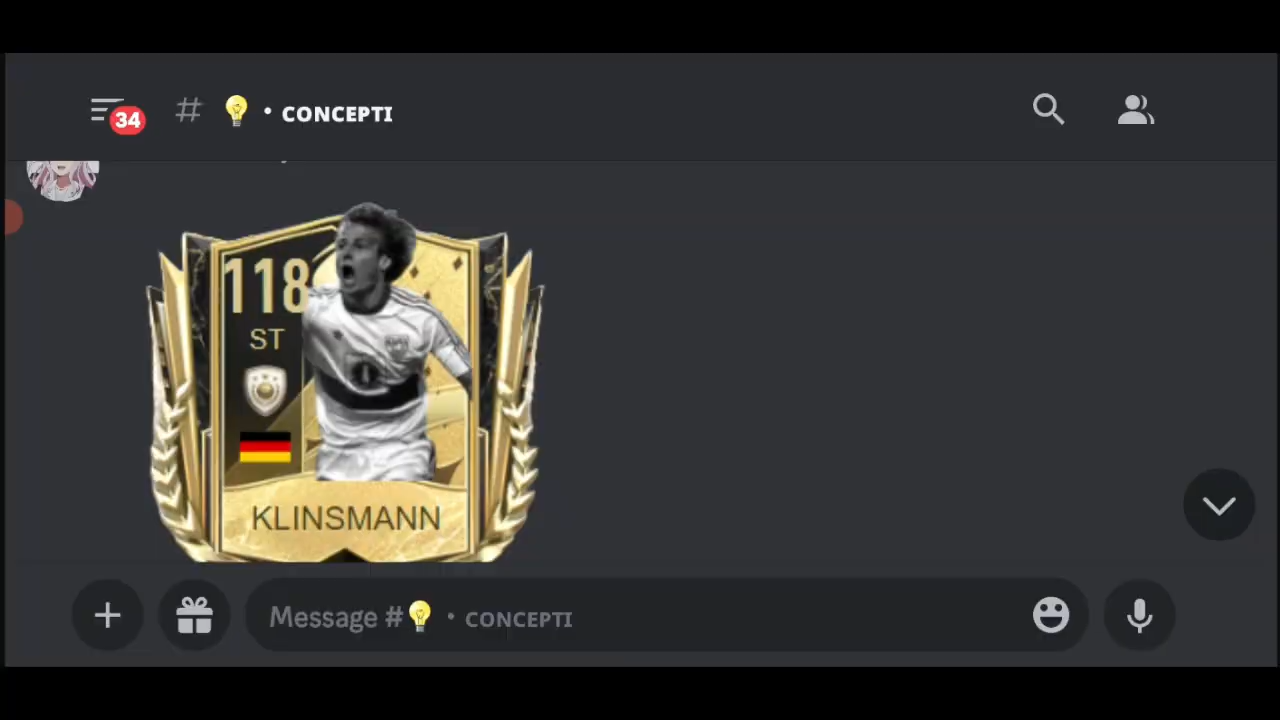 34
# 💡 • CONCEPTI
118
ST
KLINSMANN
Message #💡 • CONCEPTI